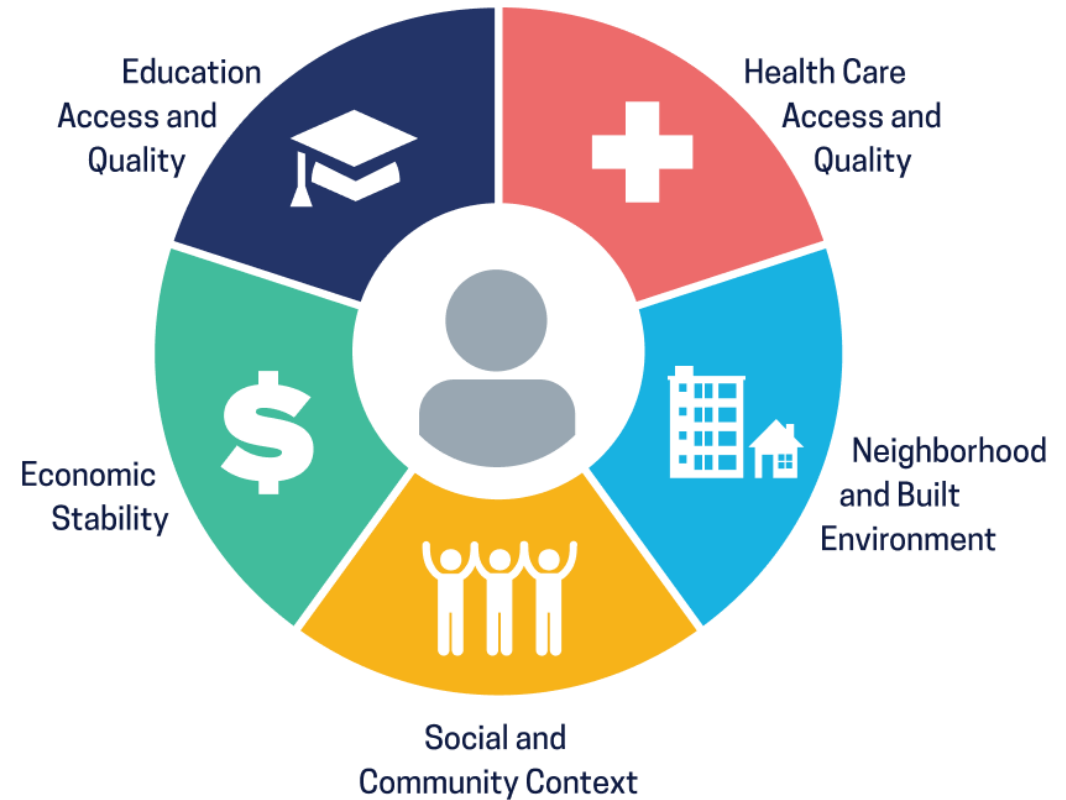 Education
Access and
Quality
Health Care
Access and
Quality
Economic
Stability
Neighborhood
and Built
Environment
Social and
Community Context